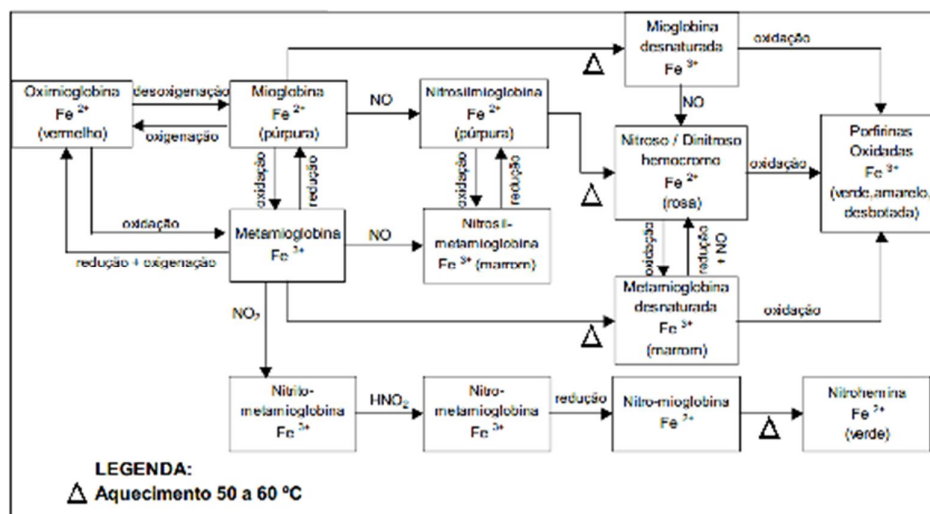 Mioglobina
desnaturada
Fe 3+
oxidação
Oximioglobina
Fe 2+
(vermelho)
desoxigenação
oxigenação
Mioglobina
Fe 2+
(púrpura)
NO
Nitrosilmioglobina
Fe 2+
(púrpura)
NO
Nitroso / Dinitroso
hemocromo
Fe 2+
(rosa)
oxidação
Porfirinas
Oxidadas
Fe 3+
(verde,amarelo,
desbotada)
oxidação
redução
oxidação
redução
oxidação
redução + oxigenação
Metamioglobina
Fe 3+
NO
Nitrosil-
metamioglobina
Fe 3+ (marrom)
oxidação
redução
+ NO
Metamioglobina
desnaturada
Fe 3+
(marrom)
oxidação
NO2
Nitrito-
metamioglobina
Fe 3+
HNO2
Nitro-
metamioglobina
Fe 3+
redução
Nitro-mioglobina
Fe 2+
Nitrohemina
Fe 2+
(verde)
LEGENDA:
Δ Aquecimento 50 a 60 ºC